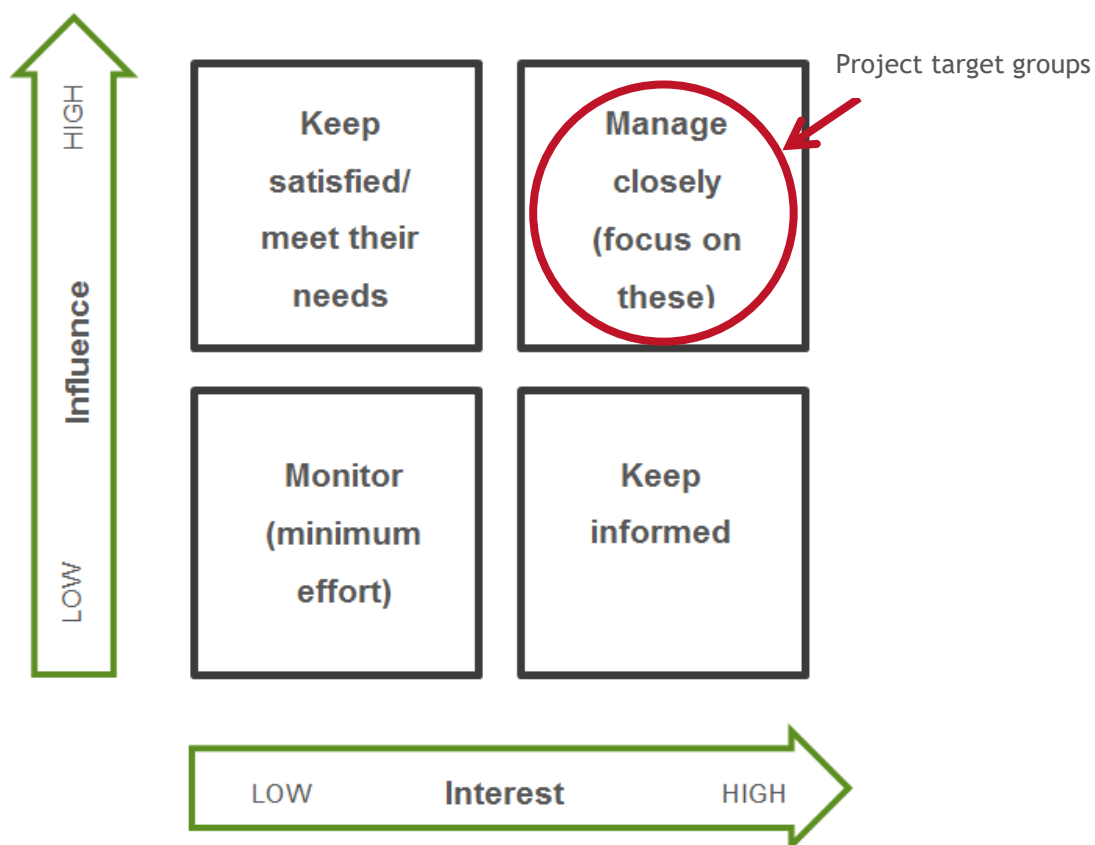 Project target groups
HIGH
Influence
LOW
Keep
satisfied/
meet their
needs
Manage
closely
(focus on
these)
Monitor
(minimum
effort)
Keep
informed
LOW
Interest
HIGH